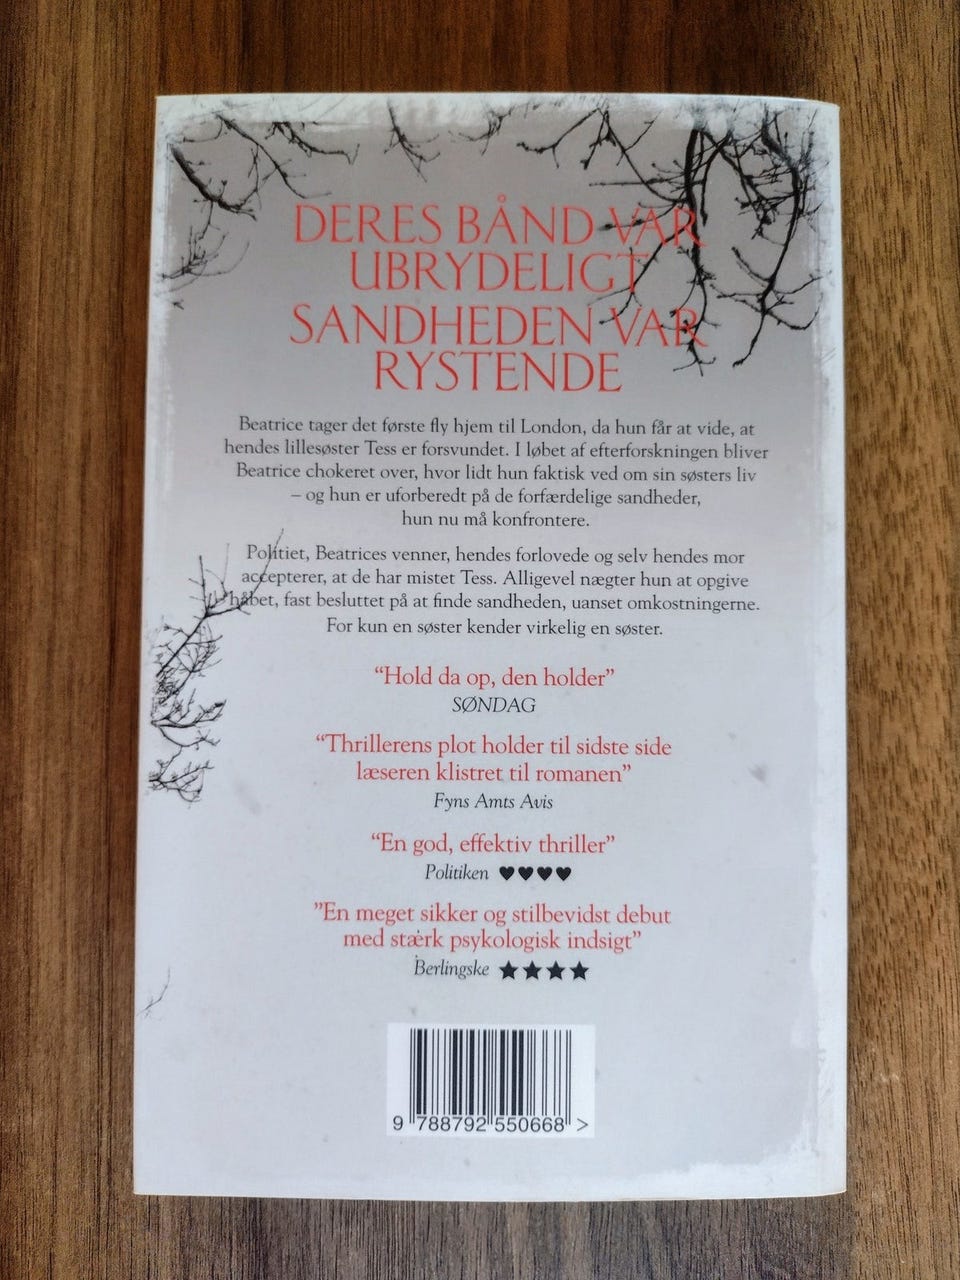 DERES BÅND VAR
UBRYDELIGT
SANDHEDEN VAR
RYSTENDE
Beatrice tager det første fly hjem til London, da hun får at vide, at
hendes lillesøster Tess er forsvundet. I løbet af efterforskningen bliver
Beatrice chokeret over, hvor lidt hun faktisk ved om sin søsters liv
– og hun er uforberedt på de forfærdelige sandheder,
hun nu må konfrontere.
Politiet, Beatrices venner, hendes forlovede og selv hendes mor
accepterer, at de har mistet Tess. Alligevel nægter hun at opgive
håbet, fast besluttet på at finde sandheden, uanset omkostningerne.
For kun en søster kender virkelig en søster.
“Hold da op, den holder”
SØNDAG
“Thrillerens plot holder til sidste side
læseren klistret til romanen”
Fyns Amts Avis
“En god, effektiv thriller”
Politiken ♥♥♥♥
”En meget sikker og stilbevidst debut
med stærk psykologisk indsigt”
Berlingske ★★★★
9 788792 550668 >